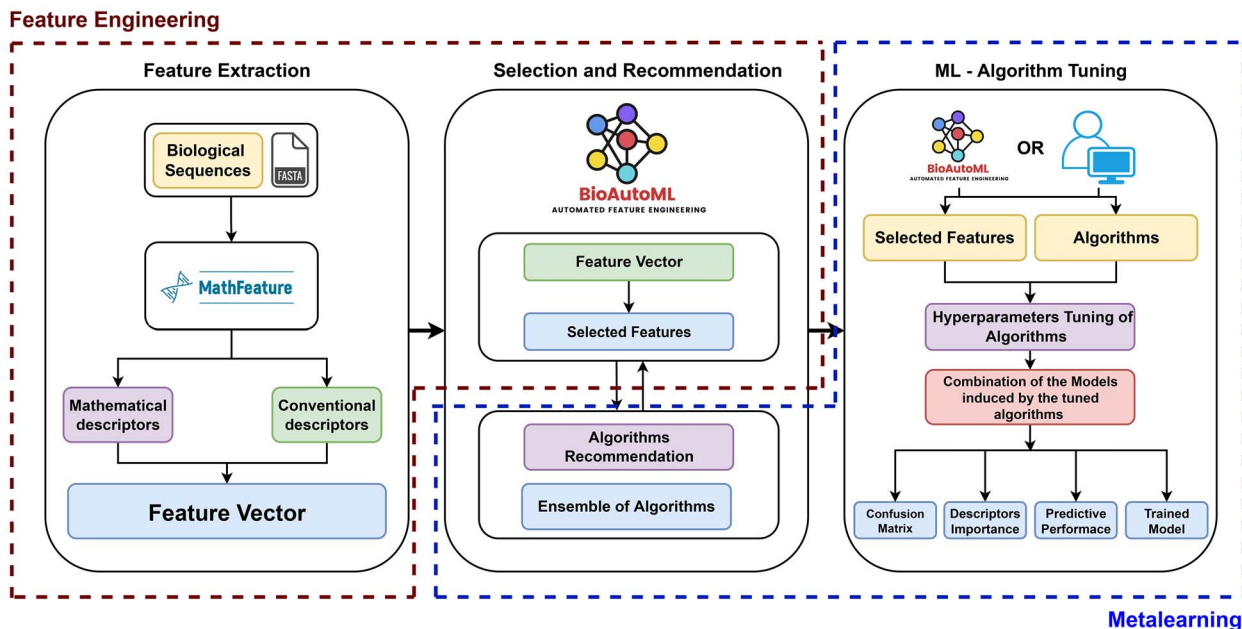 Feature Engineering
Feature Extraction
Biological
Sequences
FASTA
MathFeature
Mathematical
descriptors
Conventional
descriptors
Feature Vector
Selection and Recommendation
BioAutoML
AUTOMATED FEATURE ENGINEERING
Feature Vector
Selected Features
Algorithms
Recommendation
Ensemble of Algorithms
ML - Algorithm Tuning
BioAutoML
AUTOMATED FEATURE ENGINEERING
OR
Selected Features
Algorithms
Hyperparameters Tuning of
Algorithms
Combination of the Models
induced by the tuned
algorithms
Confusion
Matrix
Descriptors
Importance
Predictive
Performace
Trained
Model
Metalearning